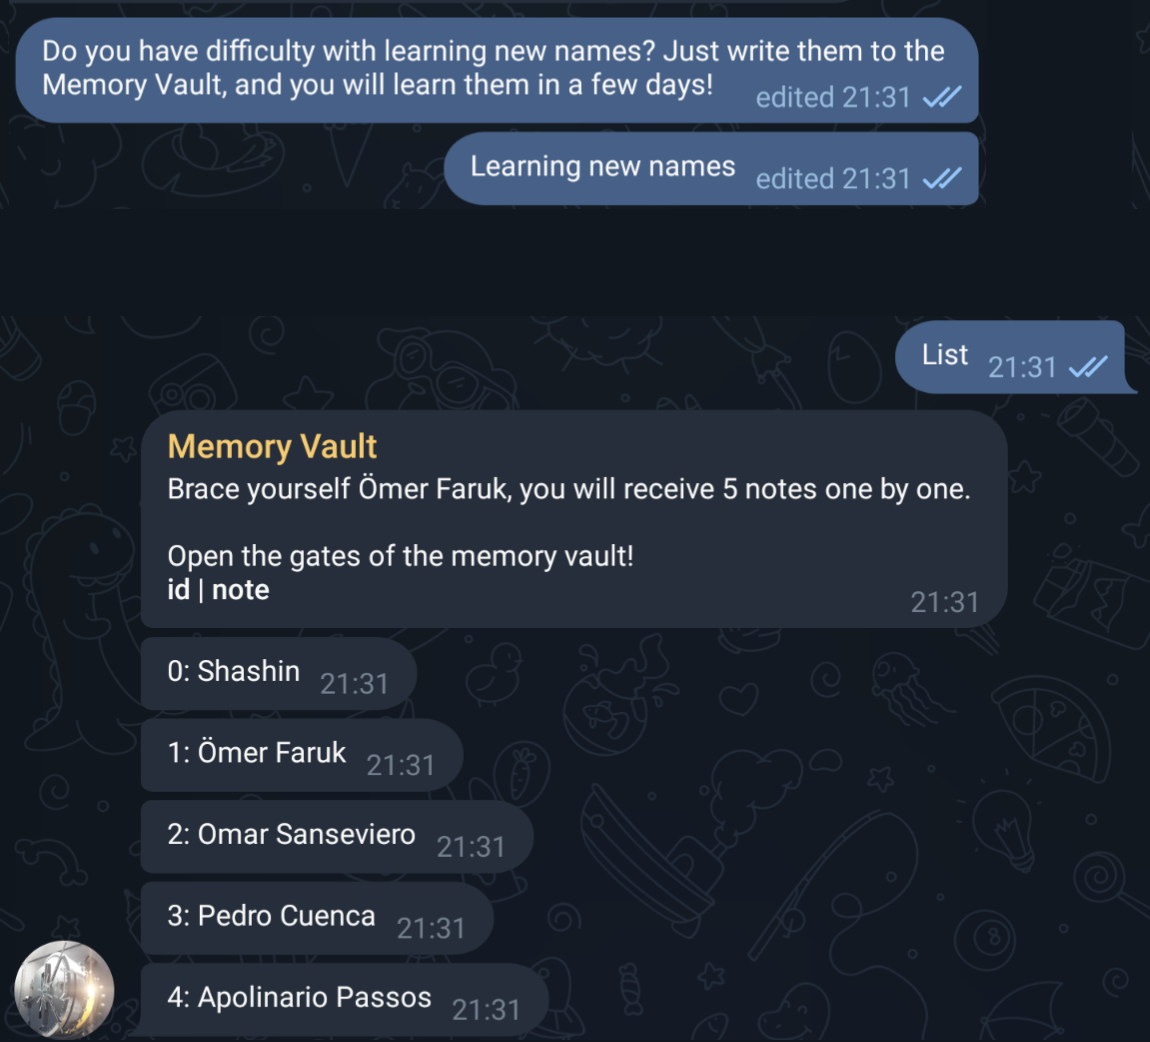 Do you have difficulty with learning new names? Just write them to the
Memory Vault, and you will learn them in a few days!
edited 21:31
Learning new names
edited 21:31
List
21:31
Memory Vault
Brace yourself Ömer Faruk, you will receive 5 notes one by one.
Open the gates of the memory vault!
id | note
21:31
0: Shashin
21:31
1: Ömer Faruk
21:31
2: Omar Sanseviero
21:31
3: Pedro Cuenca
21:31
4: Apolinario Passos
21:31